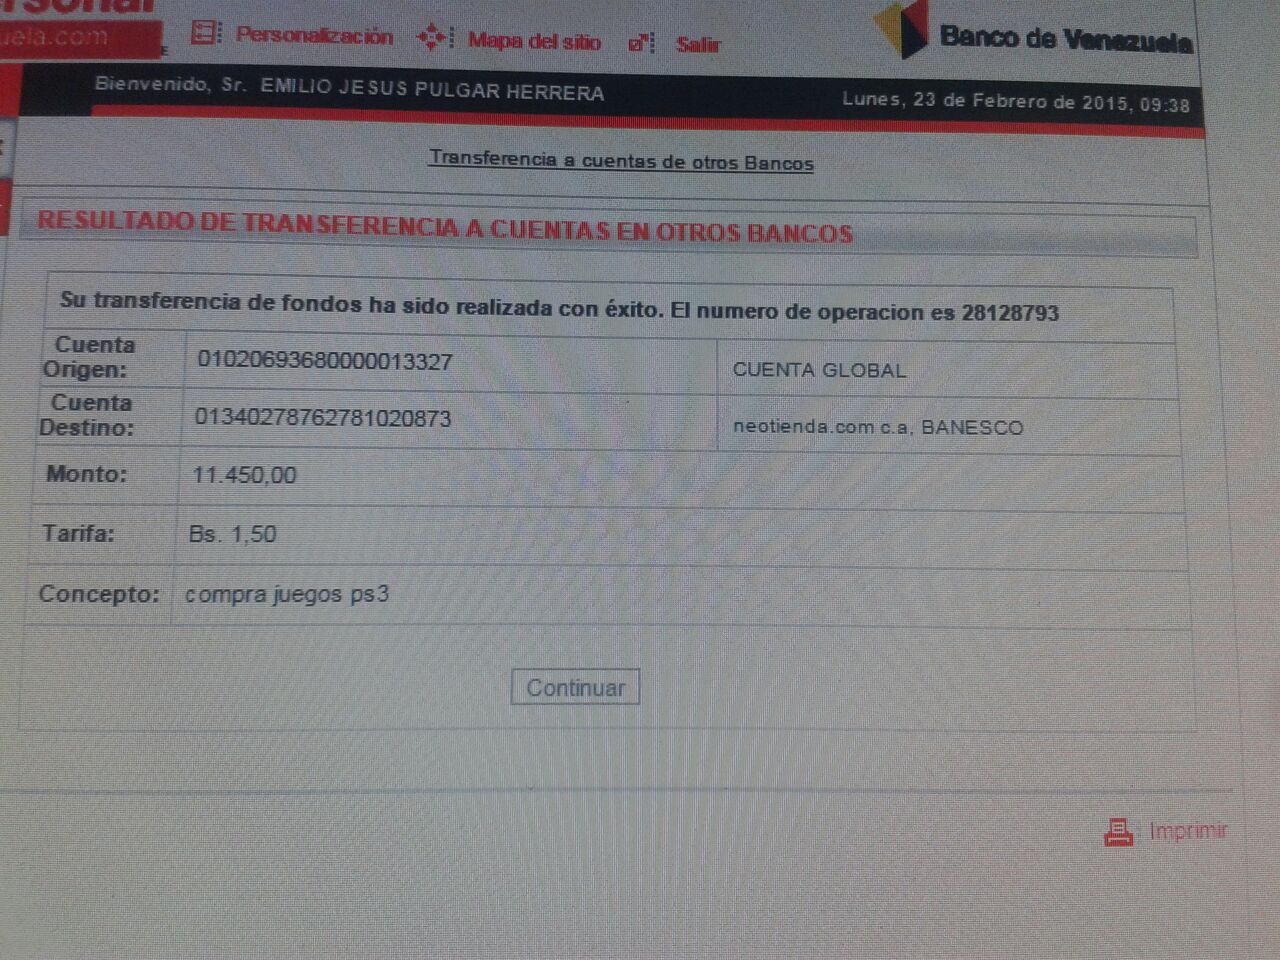 uela.com
Personalización Mapa del sitio Salir Banco de Venezuela
Bienvenido, Sr. EMILIO JESUS PULGAR HERRERA
Lunes, 23 de Febrero de 2015, 09:38
Transferencia a cuentas de otros Bancos
RESULTADO DE TRANSFERENCIA A CUENTAS EN OTROS BANCOS
Su transferencia de fondos ha sido realizada con éxito. El numero de operacion es 28128793
Cuenta Origen: 01020693680000013327 CUENTA GLOBAL
Cuenta Destino: 01340278762781020873 neotienda.com c.a, BANESCO
Monto: 11.450,00
Tarifa: Bs. 1,50
Concepto: compra juegos ps3
Continuar
Imprimir